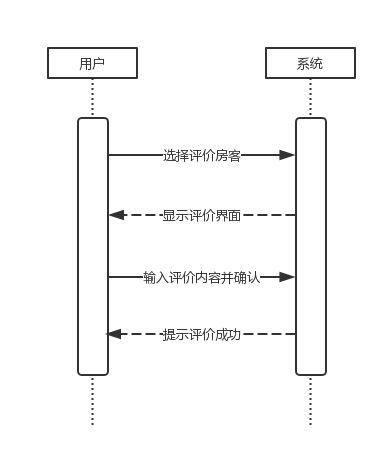 用户
系统
选择评价房客
显示评价界面
输入评价内容并确认
提示评价成功